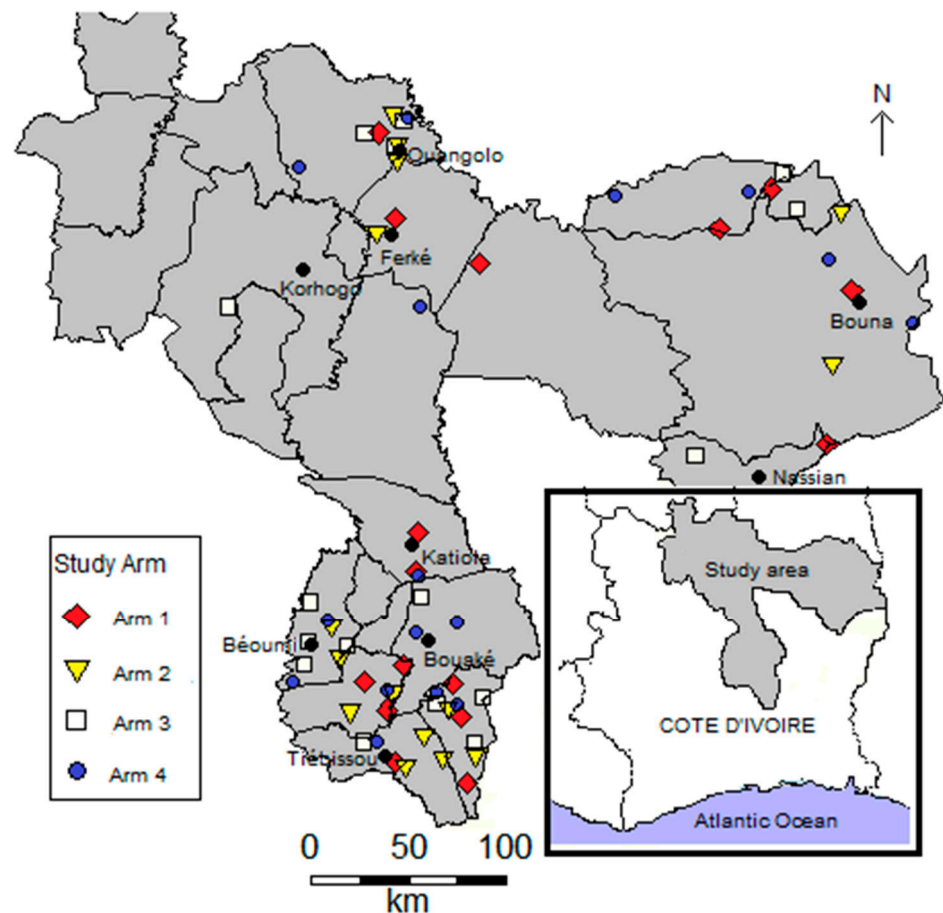 N
Ouangolo
Ferké
Korhogo
Bouna
Nassian
Katiola
Béoumi
Bouaké
Trébissou
Study Arm
Arm 1
Arm 2
Arm 3
Arm 4
Study area
COTE D'IVOIRE
Atlantic Ocean
0 50 100
km